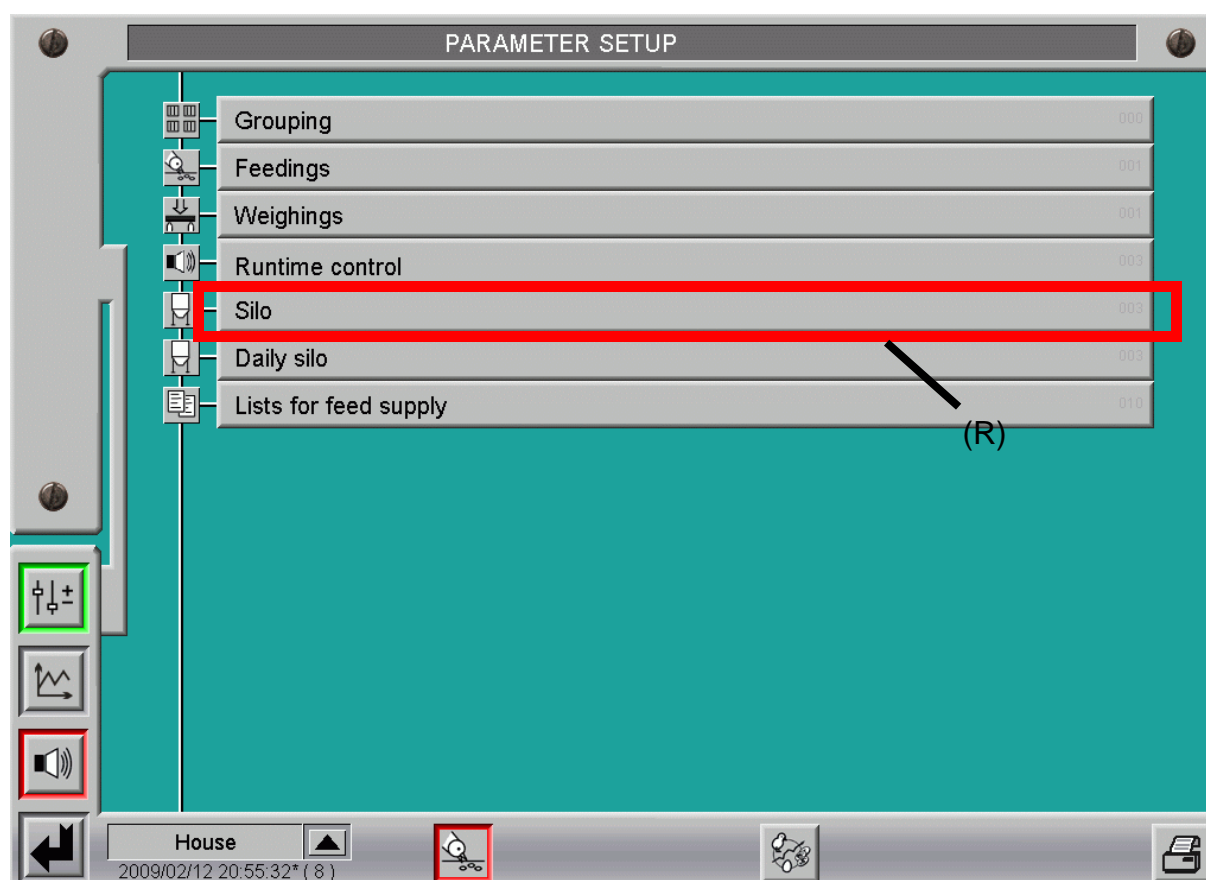 PARAMETER SETUP
Grouping 000
Feedings 001
Weighings 001
Runtime control 003
Silo 003
Daily silo 003
Lists for feed supply 010
(R)
House
2009/02/12 20:55:32* ( 8 )